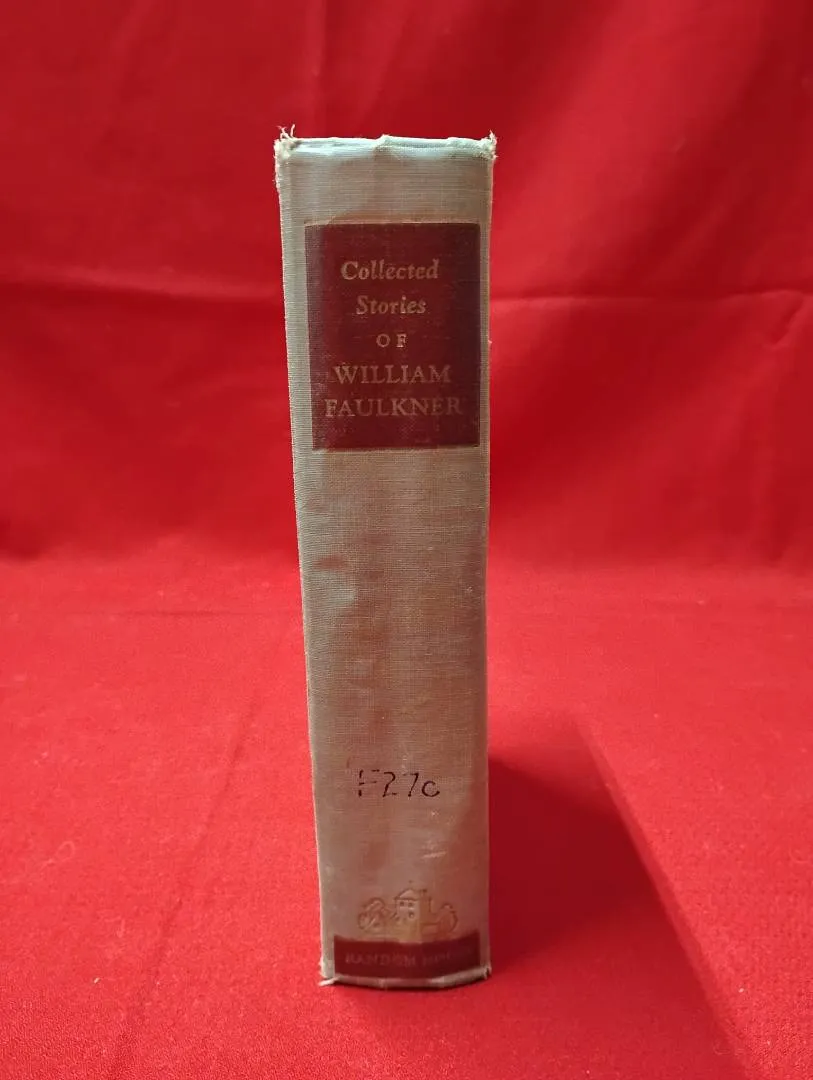 Collected
Stories
OF
WILLIAM
FAULKNER
F27c
RANDOM HOUSE